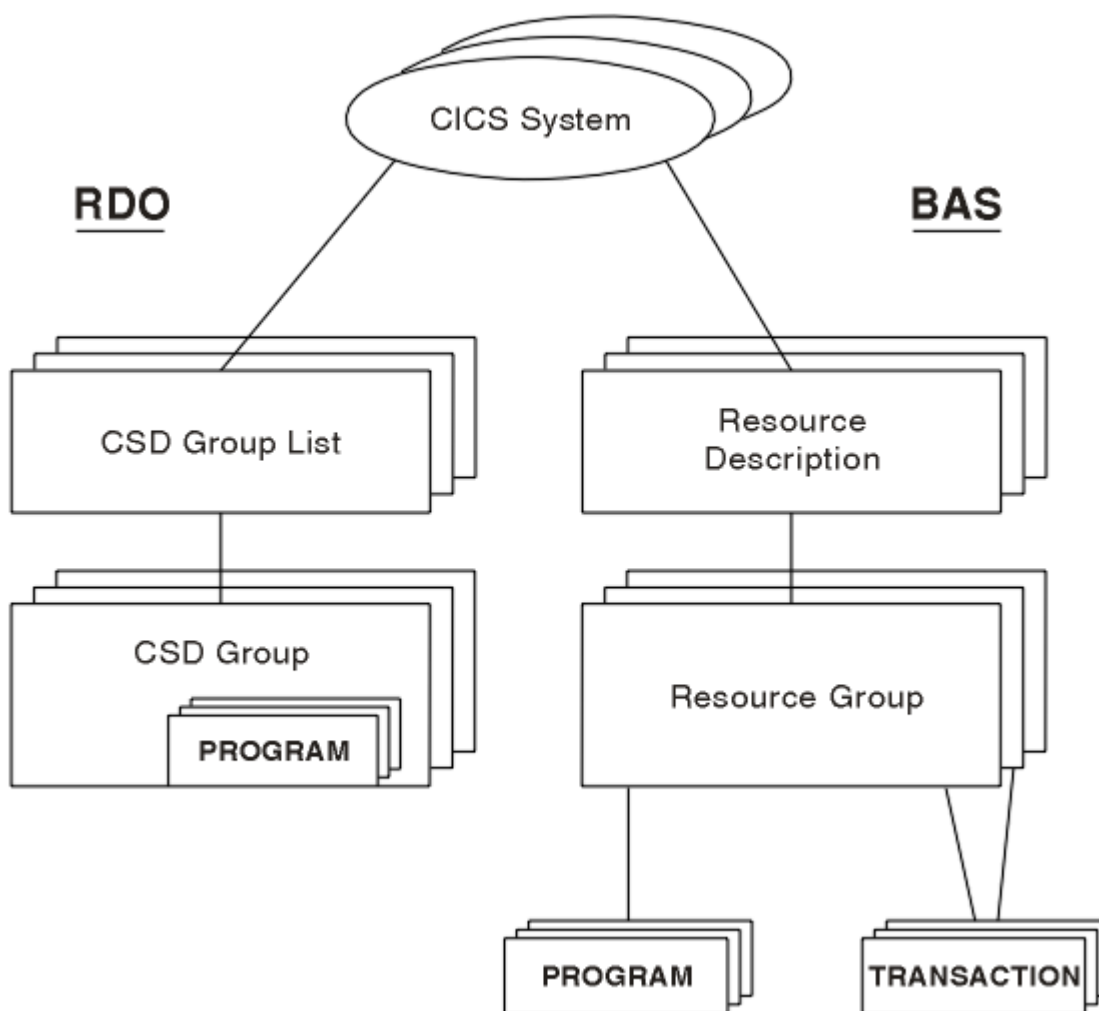 CICS System
RDO
BAS
CSD Group List
Resource
Description
CSD Group
PROGRAM
Resource Group
PROGRAM
TRANSACTION